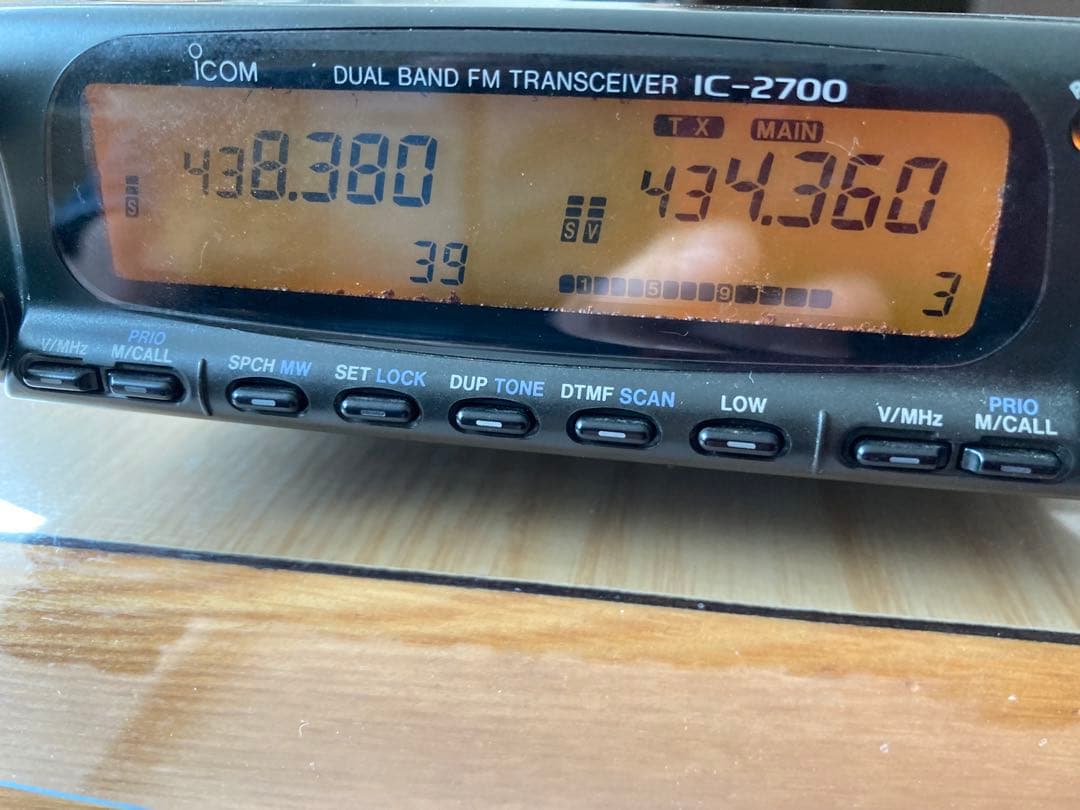 ICOM DUAL BAND FM TRANSCEIVER IC-2700
TX MAIN
438.380 434.360
S S V
39 1 5 9 3
PRIO PRIO
V/MHz M/CALL SPCH MW SET LOCK DUP TONE DTMF SCAN LOW V/MHz M/CALL